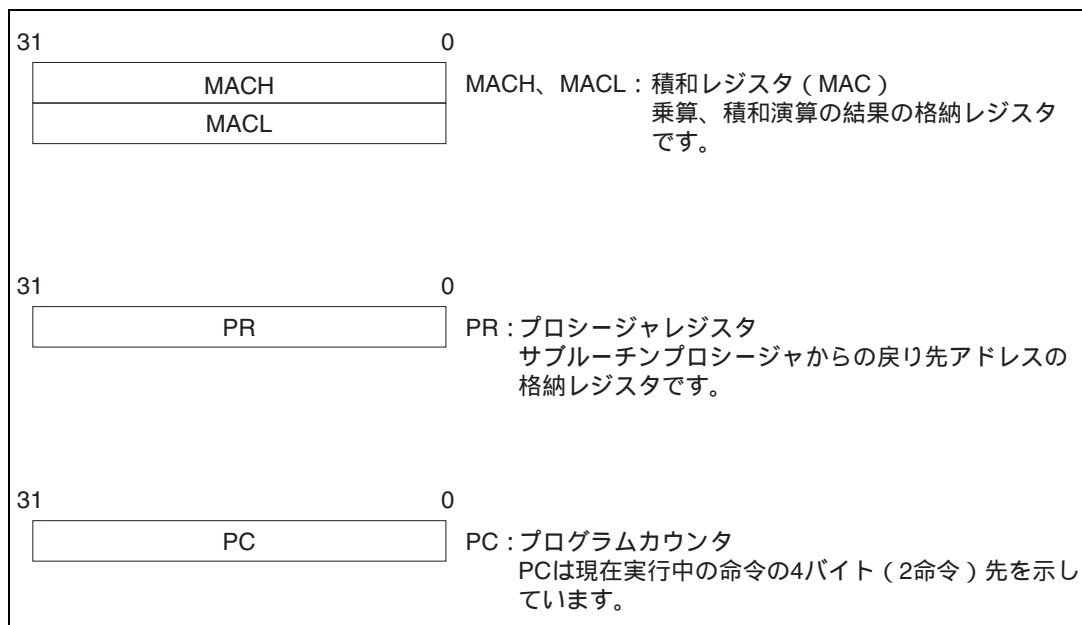 31 0
MACH
MACL
MACH、MACL：積和レジスタ（MAC）
乗算、積和演算の結果の格納レジスタ
です。
31 0
PR
PR：プロシージャレジスタ
サブルーチンプロシージャからの戻り先アドレスの
格納レジスタです。
31 0
PC
PC：プログラムカウンタ
PCは現在実行中の命令の4バイト（2命令）先を示し
ています。